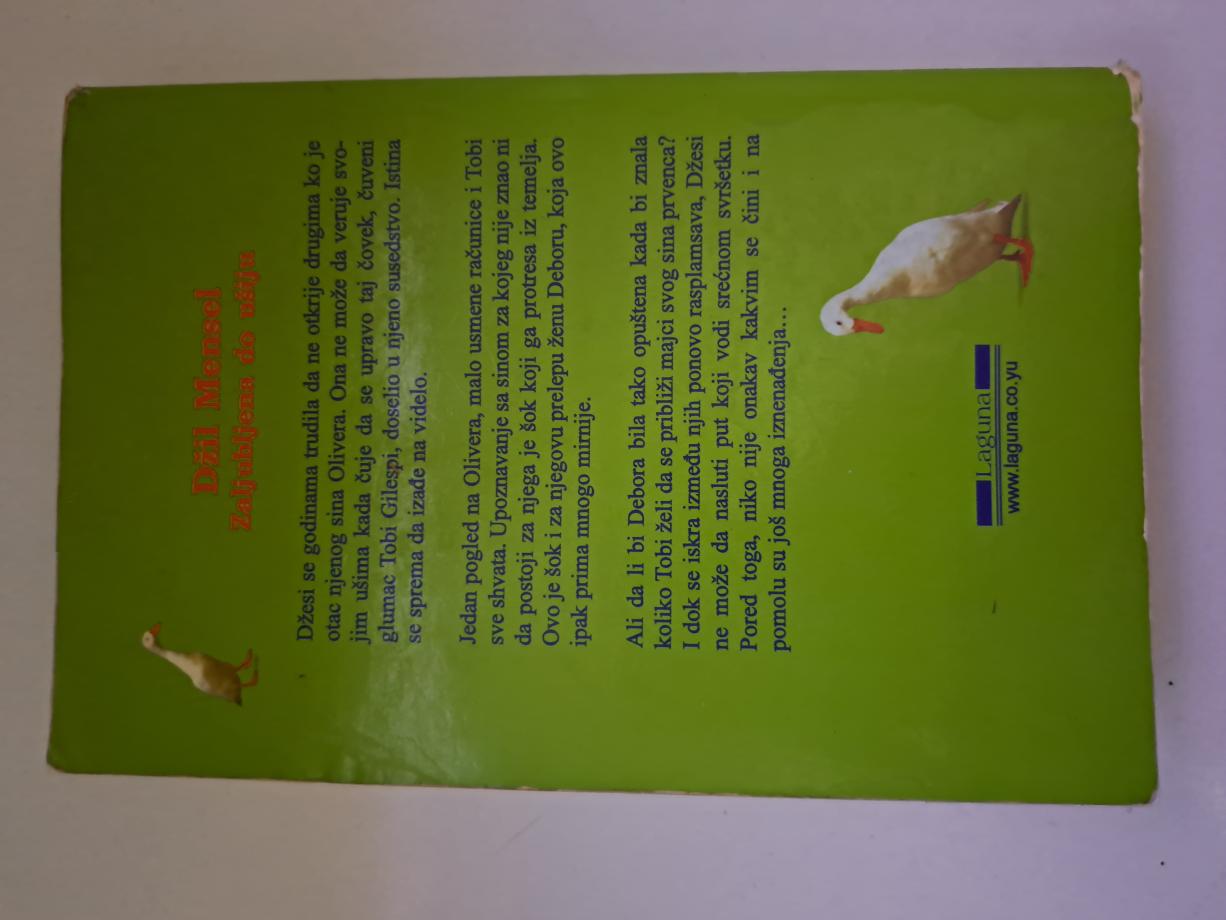 Džil Mensel
Zaljubljena do ušiju
Džesi se godinama trudila da ne otkrije drugima ko je
otac njenog sina Olivera. Ona ne može da veruje svo-
jim ušima kada čuje da se upravo taj čovek, čuveni
glumac Tobi Gilespi, doselio u njeno susedstvo. Istina
se sprema da izađe na videlo.
Jedan pogled na Olivera, malo usmene računice i Tobi
sve shvata. Upoznavanje sa sinom za kojeg nije znao ni
da postoji za njega je šok koji ga protresa iz temelja.
Ovo je šok i za njegovu prelepu ženu Deboru, koja ovo
ipak prima mnogo mirnije.
Ali da li bi Debora bila tako opuštena kada bi znala
koliko Tobi želi da se približi majci svog sina prvenca?
I dok se iskra između njih ponovo rasplamsava, Džesi
ne može da nasluti put koji vodi srećnom svršetku.
Pored toga, niko nije onakav kakvim se čini i na
pomolu su još mnoga iznenađenja...
Laguna
www.laguna.co.yu